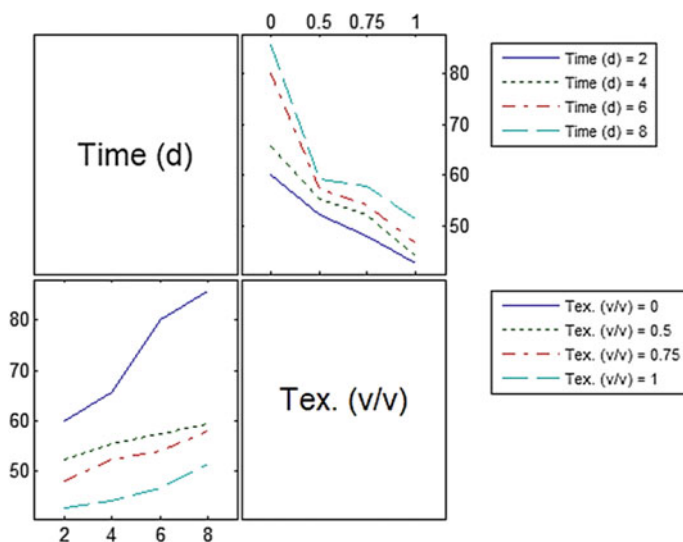 0 0.5 0.75 1
Time (d)
80
70
60
50
Time (d) = 2
Time (d) = 4
Time (d) = 6
Time (d) = 8
80
70
60
50
2 4 6 8
Tex. (v/v)
Tex. (v/v) = 0
Tex. (v/v) = 0.5
Tex. (v/v) = 0.75
Tex. (v/v) = 1